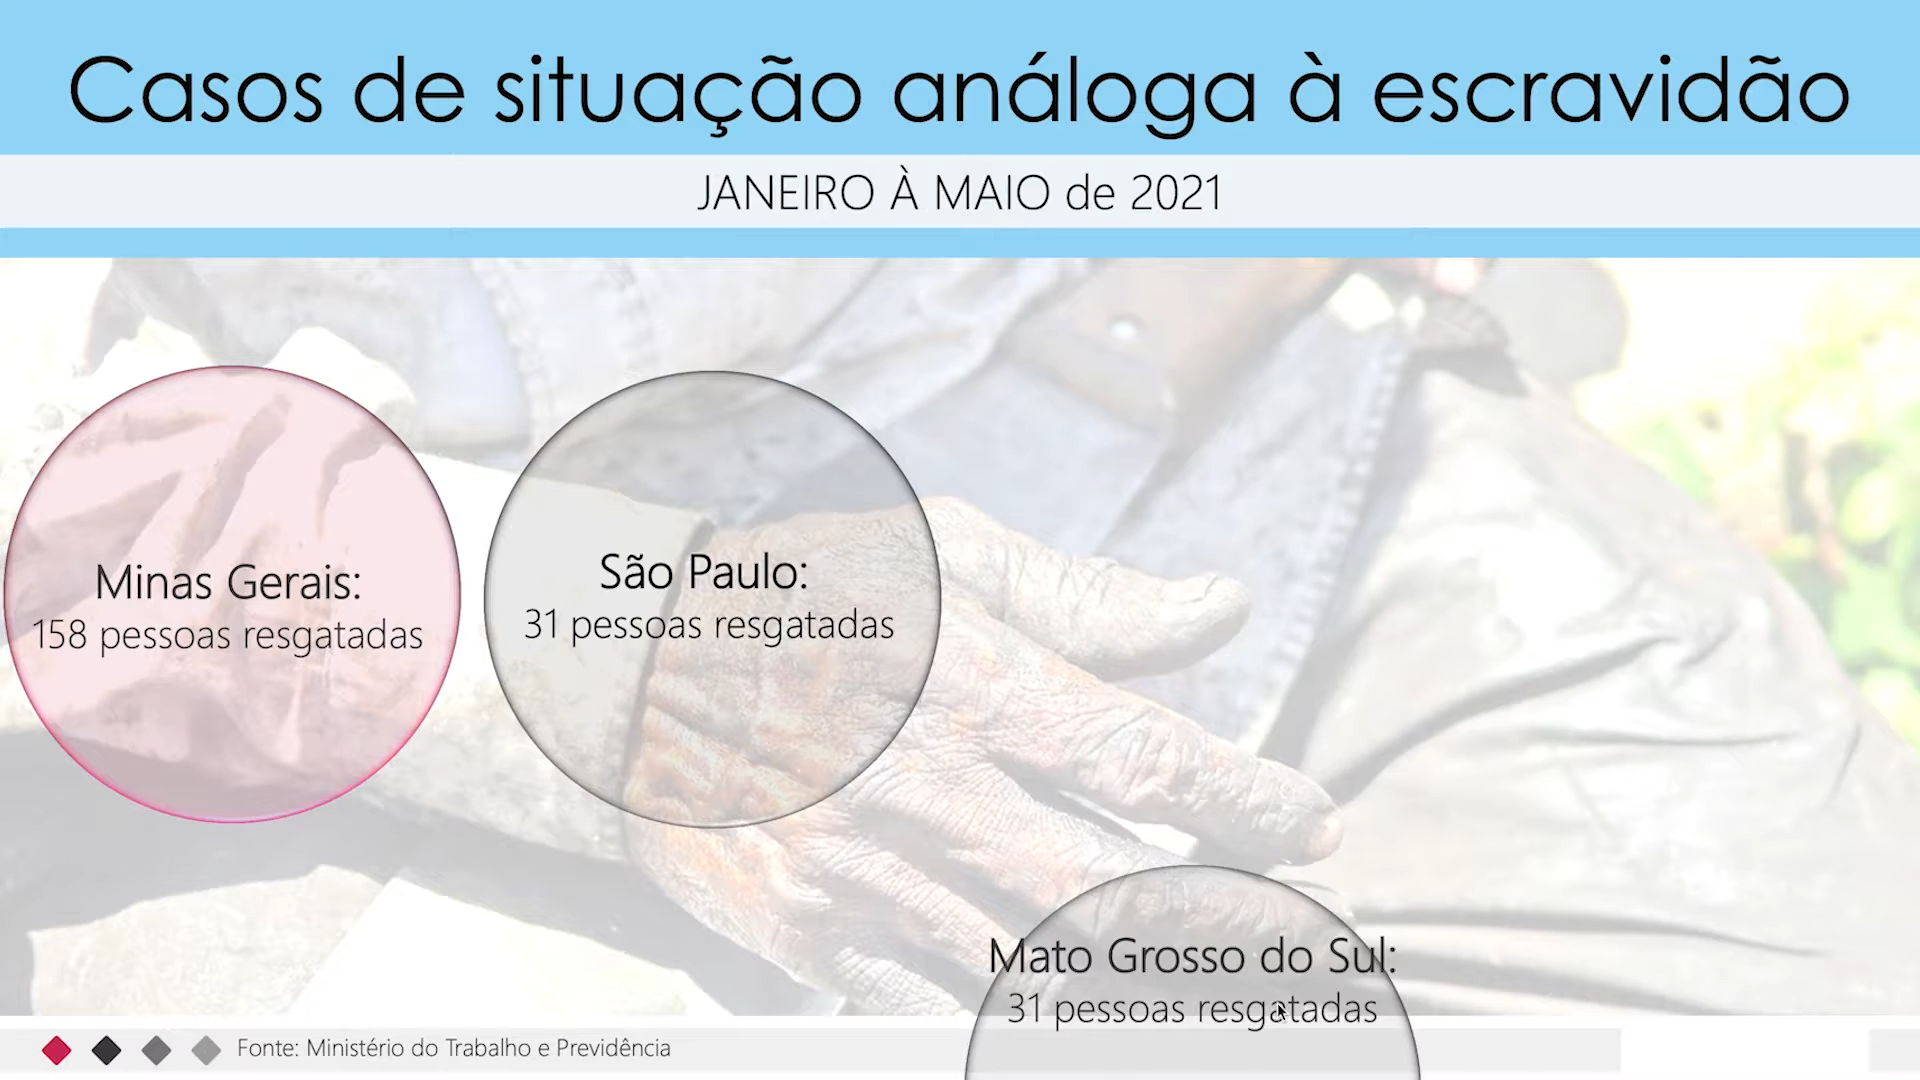 Casos de situação análoga à escravidão
JANEIRO À MAIO de 2021
Minas Gerais:
158 pessoas resgatadas
São Paulo:
31 pessoas resgatadas
Mato Grosso do Sul:
31 pessoas resgatadas
Fonte: Ministério do Trabalho e Previdência